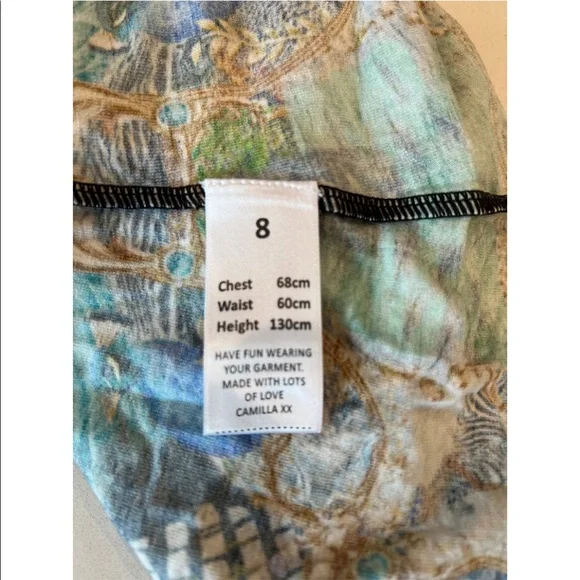 8
Chest 68cm
Waist 60cm
Height 130cm
HAVE FUN WEARING
YOUR GARMENT.
MADE WITH LOTS
OF LOVE
CAMILLA XX